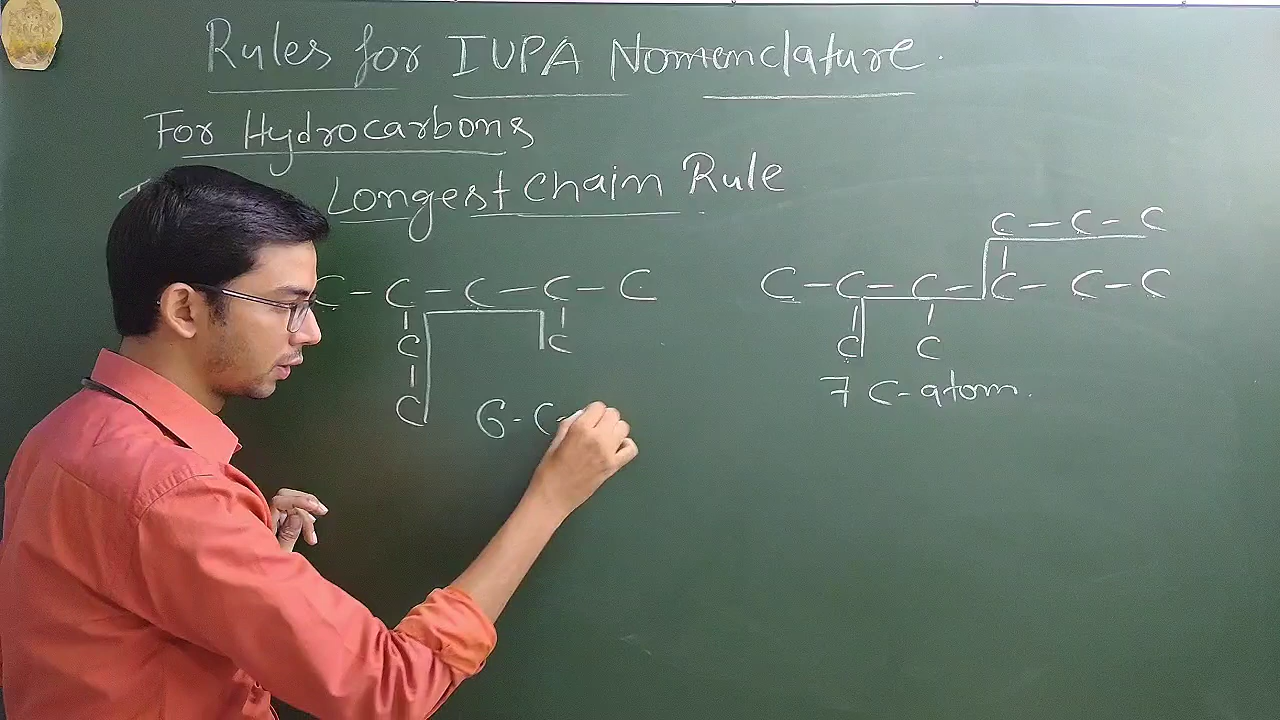 Rules for IUPA Nomenclature.
For Hydrocarbons
Longest Chain Rule
C - C - C
C - C - C - C - C
C - C - C - C - C - C
C C
C C
C
6 - C
7 C-atom.